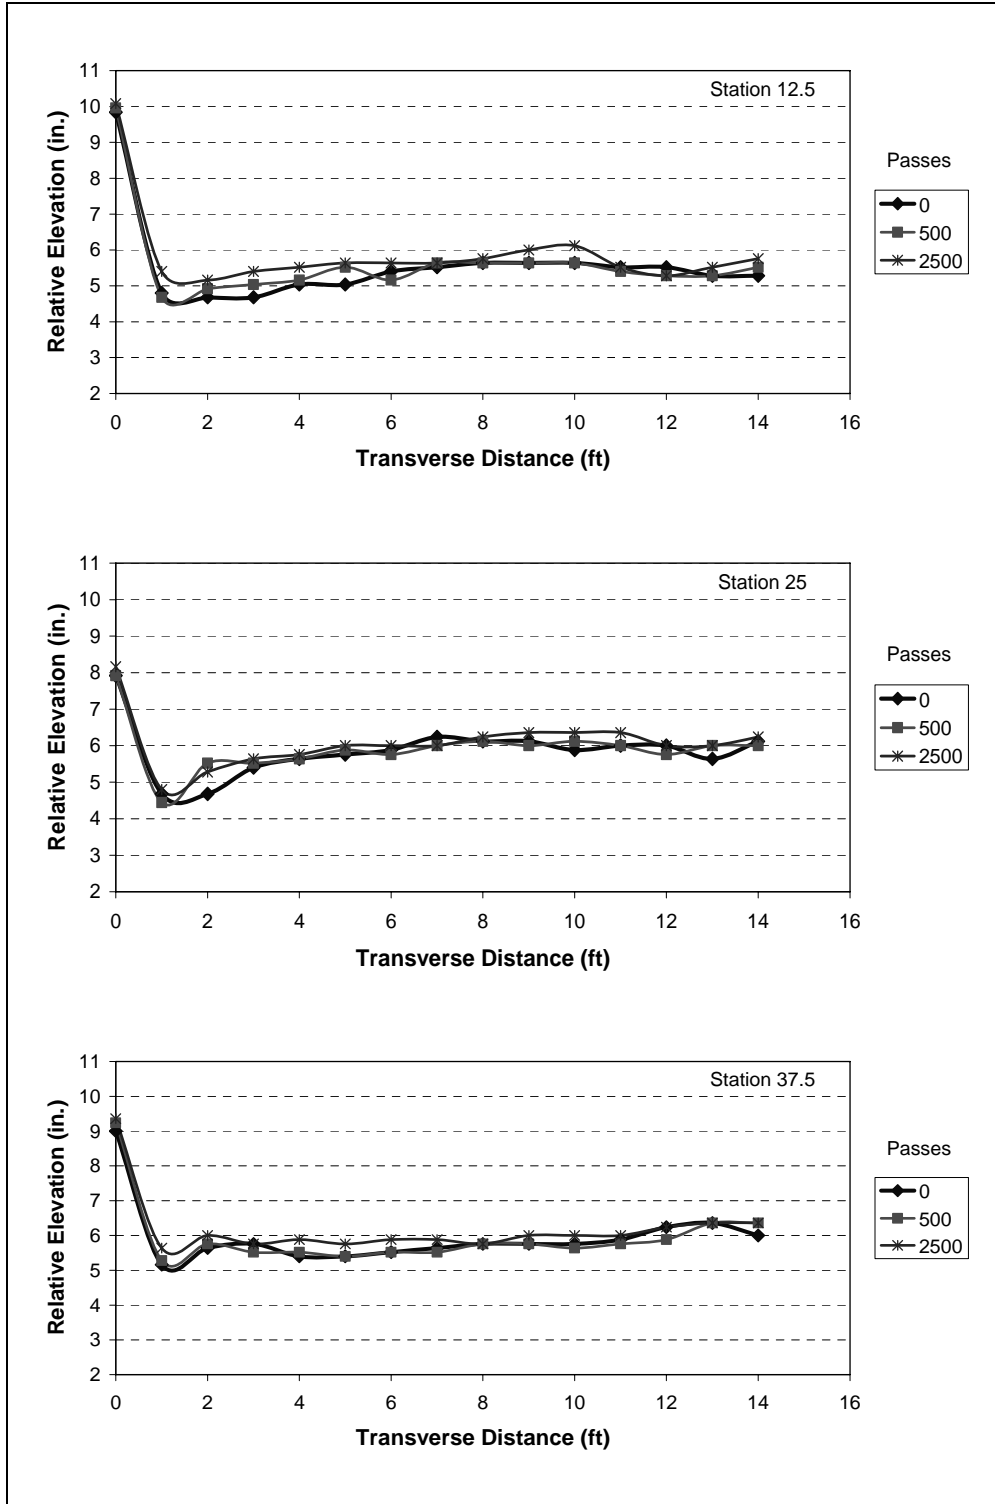 Station 12.5
11
10
9
8
7
6
5
4
3
2
Relative Elevation (in.)
0 2 4 6 8 10 12 14 16
Transverse Distance (ft)
Passes
0
500
2500
Station 25
11
10
9
8
7
6
5
4
3
2
Relative Elevation (in.)
0 2 4 6 8 10 12 14 16
Transverse Distance (ft)
Passes
0
500
2500
Station 37.5
11
10
9
8
7
6
5
4
3
2
Relative Elevation (in.)
0 2 4 6 8 10 12 14 16
Transverse Distance (ft)
Passes
0
500
2500